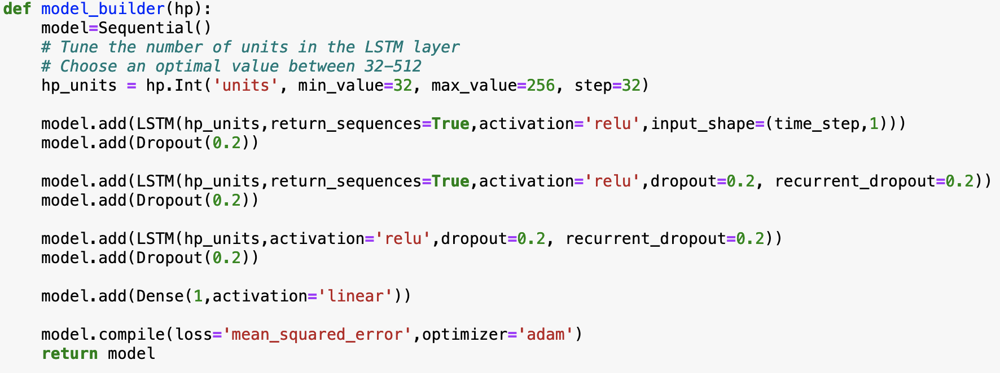 def model_builder(hp):
    model=Sequential()
    # Tune the number of units in the LSTM layer
    # Choose an optimal value between 32-512
    hp_units = hp.Int('units', min_value=32, max_value=256, step=32)

    model.add(LSTM(hp_units,return_sequences=True,activation='relu',input_shape=(time_step,1)))
    model.add(Dropout(0.2))

    model.add(LSTM(hp_units,return_sequences=True,activation='relu',dropout=0.2, recurrent_dropout=0.2))
    model.add(Dropout(0.2))

    model.add(LSTM(hp_units,activation='relu',dropout=0.2, recurrent_dropout=0.2))
    model.add(Dropout(0.2))

    model.add(Dense(1,activation='linear'))

    model.compile(loss='mean_squared_error',optimizer='adam')
    return model